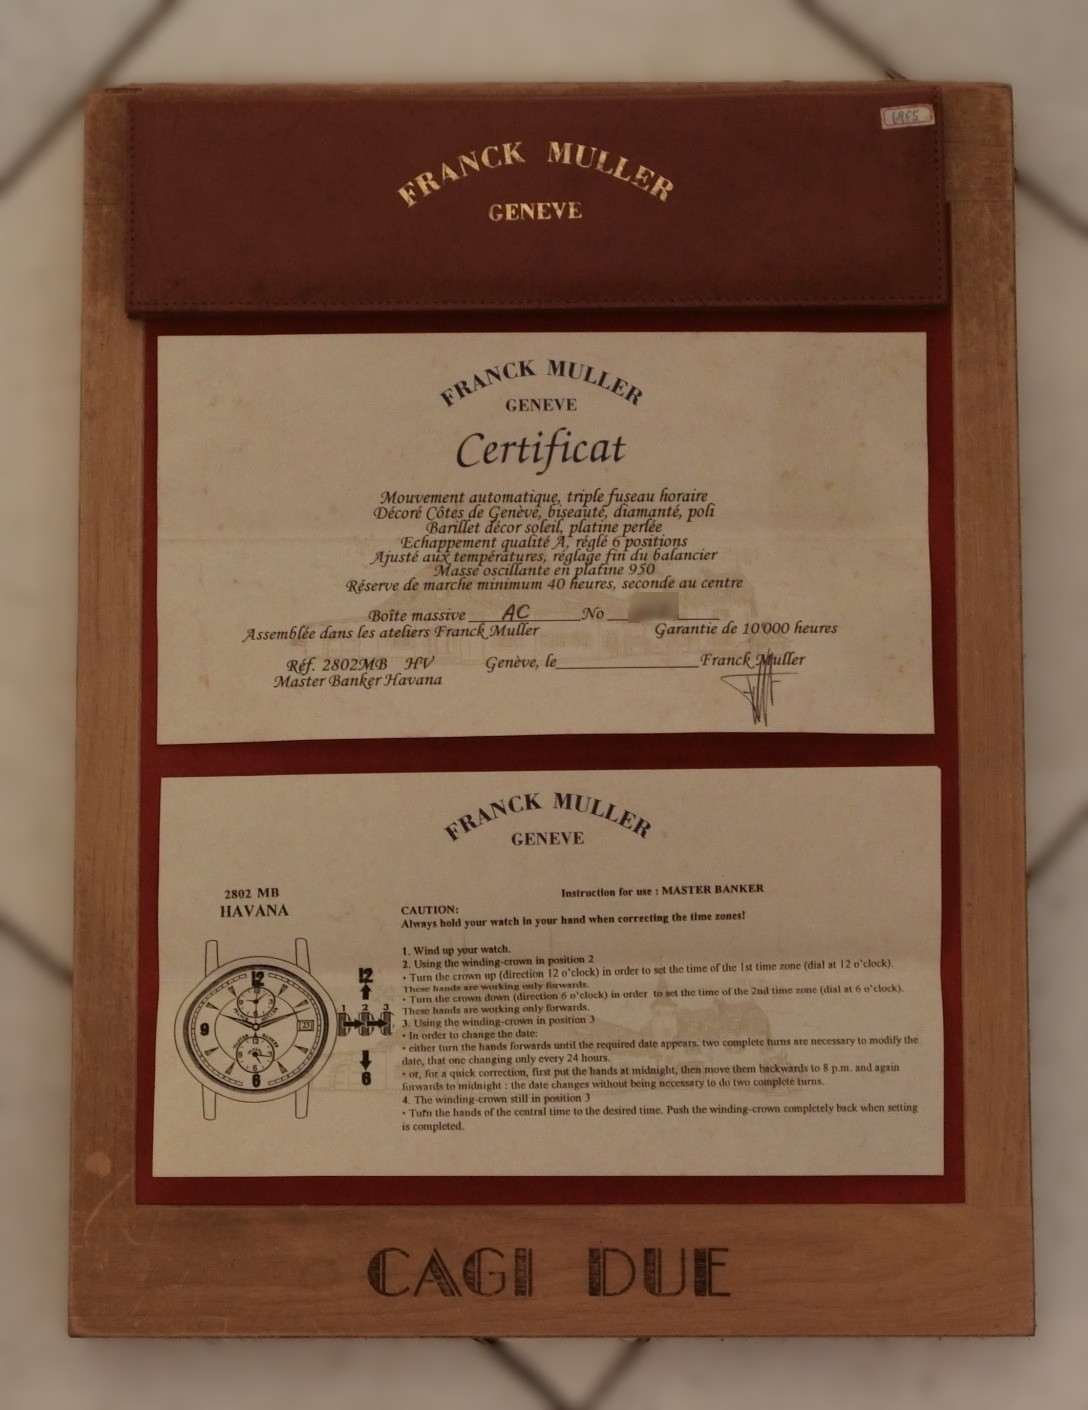 FRANCK MULLER
GENEVE
FRANCK MULLER
GENEVE
Certificat
Mouvement automatique, triple fuseau horaire
Décoré Côtes de Genève, biseauté, diamanté, poli
Barillet décor soleil, platine perlée
Echappement qualité A, réglé 6 positions
Ajusté aux températures, réglage fin du balancier
Masse oscillante en platine 950
Réserve de marche minimum 40 heures, seconde au centre
Boîte massive AC No
Assemblée dans les ateliers Franck Muller Garantie de 10'000 heures
Réf. 2802MB HV Genève, le Franck Muller
Master Banker Havana
FRANCK MULLER
GENEVE
2802 MB
HAVANA
12
9
6
23
12
1 2 3
6
Instruction for use : MASTER BANKER
CAUTION:
Always hold your watch in your hand when correcting the time zones!
1. Wind up your watch.
2. Using the winding-crown in position 2
• Turn the crown up (direction 12 o'clock) in order to set the time of the 1st time zone (dial at 12 o'clock).
These hands are working only forwards.
• Turn the crown down (direction 6 o'clock) in order to set the time of the 2nd time zone (dial at 6 o'clock).
These hands are working only forwards.
3. Using the winding-crown in position 3
• In order to change the date:
• either turn the hands forwards until the required date appears. two complete turns are necessary to modify the
date, that one changing only every 24 hours.
• or, for a quick correction, first put the hands at midnight, then move them backwards to 8 p.m. and again
forwards to midnight : the date changes without being necessary to do two complete turns.
4. The winding-crown still in position 3
• Turn the hands of the central time to the desired time. Push the winding-crown completely back when setting
is completed.
CAGI DUE